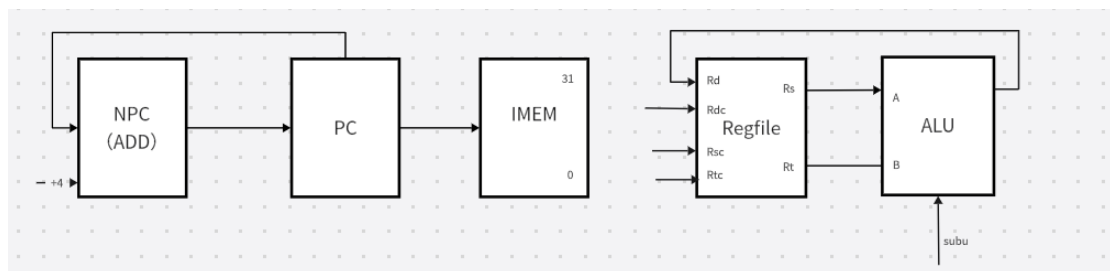 NPC
（ADD）
+4
PC
31
IMEM
0
Rd
Rdc
Rsc
Rtc
Regfile
Rs
Rt
A
B
ALU
subu